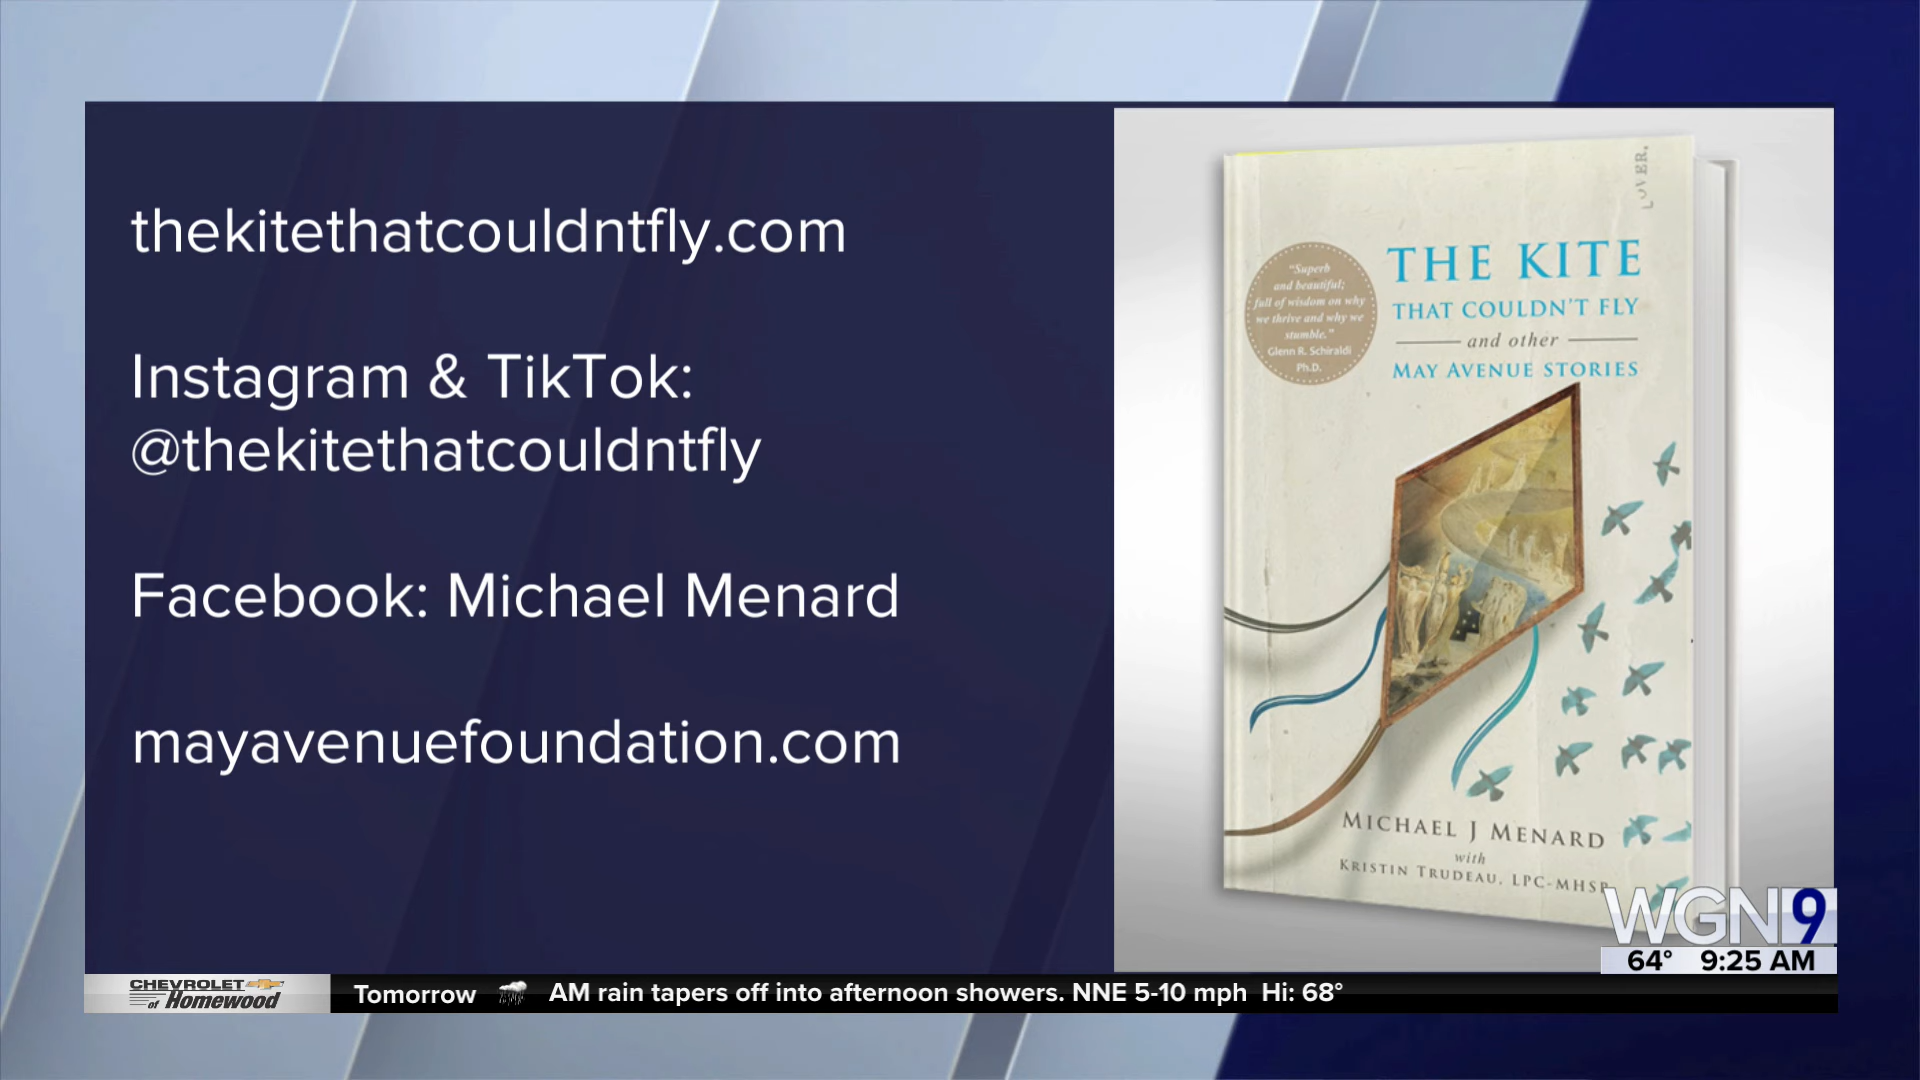 thekitethatcouldntfly.com
Instagram & TikTok:
@thekitethatcouldntfly
Facebook: Michael Menard
mayavenuefoundation.com
COVER.
"Superb
and beautiful;
full of wisdom on why
we thrive and why we
stumble."
Glenn R. Schiraldi
Ph.D.
THE KITE
THAT COULDN'T FLY
and other
MAY AVENUE STORIES
MICHAEL J MENARD
with
KRISTIN TRUDEAU, LPC-MHSP
WGN9
64° 9:25 AM
CHEVROLET
of Homewood
Tomorrow AM rain tapers off into afternoon showers. NNE 5-10 mph Hi: 68°